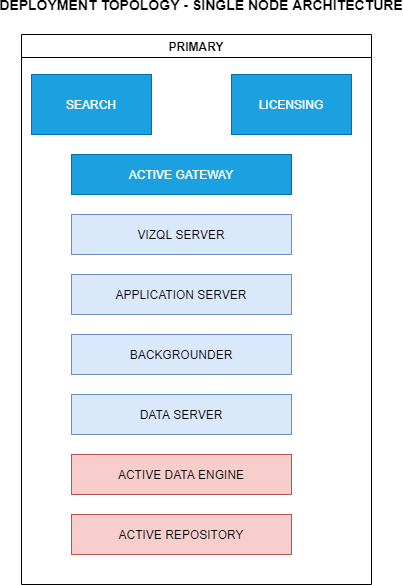 DEPLOYMENT TOPOLOGY - SINGLE NODE ARCHITECTURE
PRIMARY
SEARCH
LICENSING
ACTIVE GATEWAY
VIZQL SERVER
APPLICATION SERVER
BACKGROUNDER
DATA SERVER
ACTIVE DATA ENGINE
ACTIVE REPOSITORY